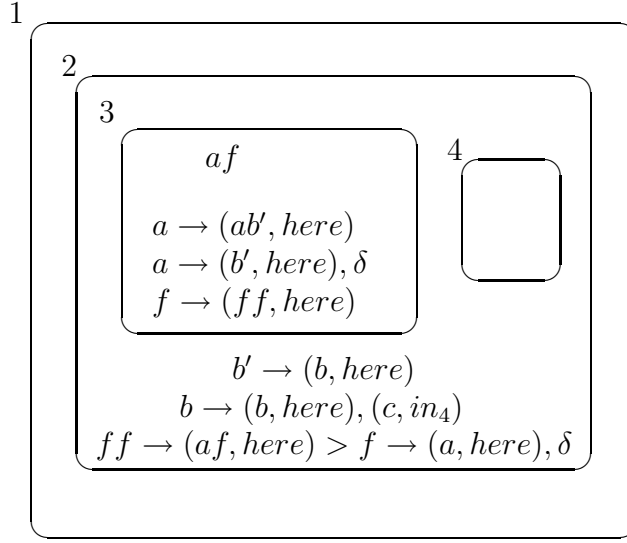 1
2
3
4
af
a → (ab′, here)
a → (b′, here), δ
f → (ff, here)
b′ → (b, here)
b → (b, here), (c, in₄)
ff → (af, here) > f → (a, here), δ